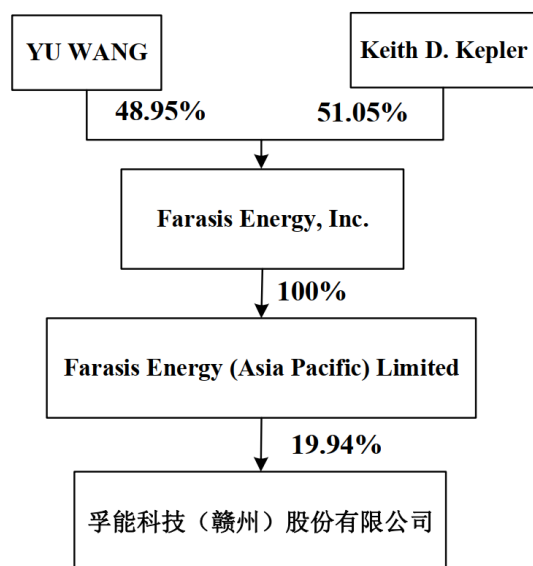 YU WANG
Keith D. Kepler
48.95%
51.05%
Farasis Energy, Inc.
100%
Farasis Energy (Asia Pacific) Limited
19.94%
孚能科技（赣州）股份有限公司